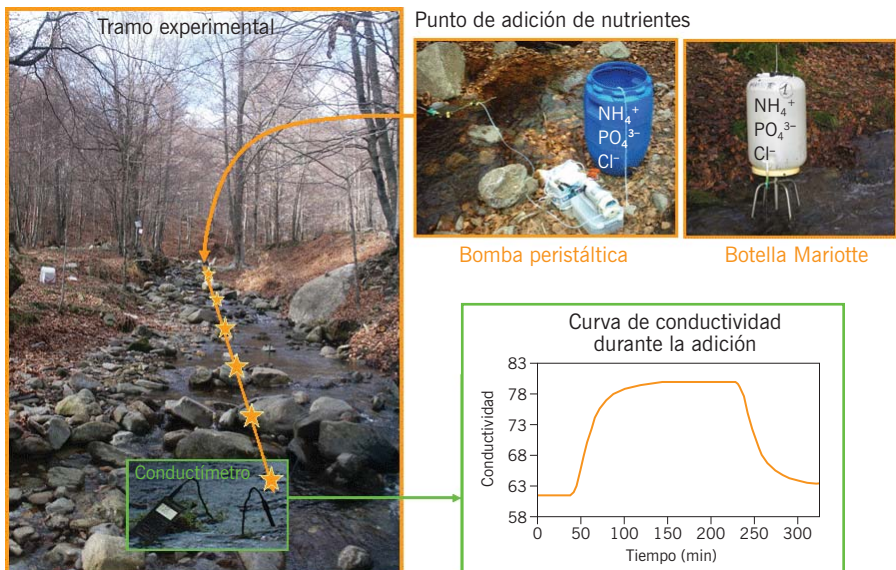 Tramo experimental
Punto de adición de nutrientes
NH₄⁺
PO₄³⁻
Cl⁻
1
NH₄⁺
PO₄³⁻
Cl⁻
Bomba peristáltica
Botella Mariotte
Conductímetro
Curva de conductividad
durante la adición
Conductividad
83
78
73
68
63
58
0 50 100 150 200 250 300
Tiempo (min)